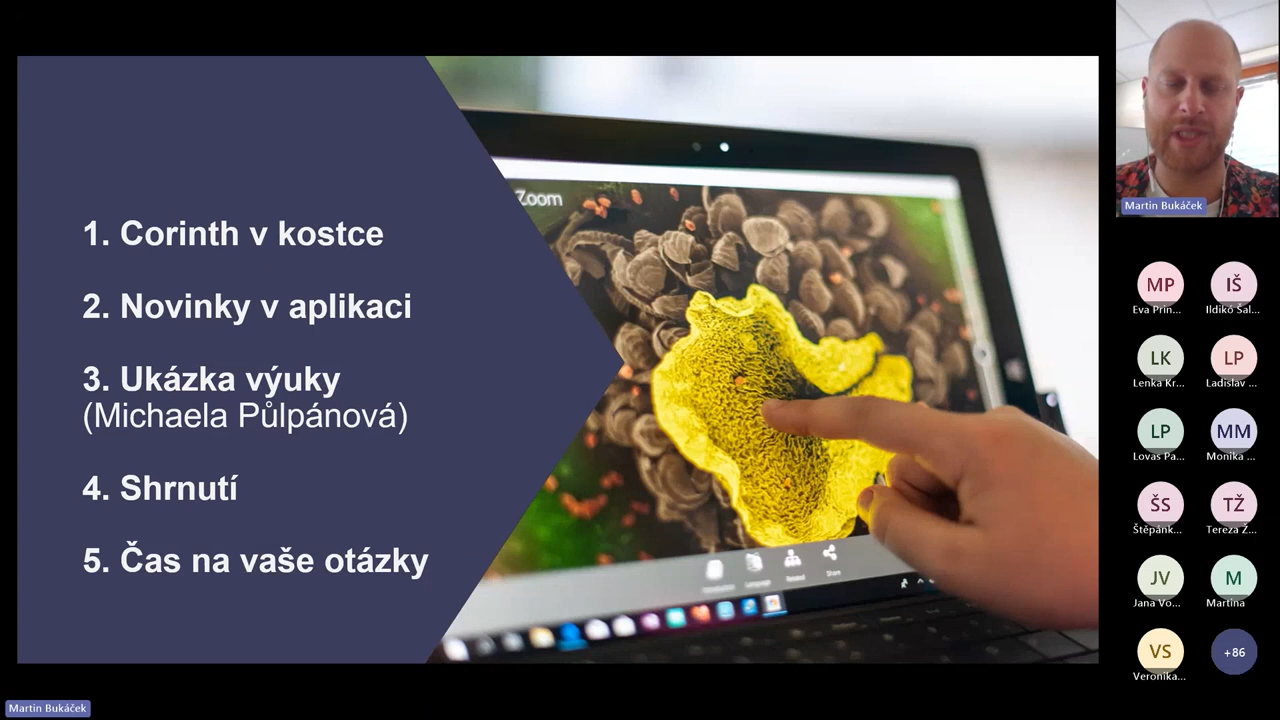 1. Corinth v kostce
2. Novinky v aplikaci
3. Ukázka výuky
(Michaela Půlpánová)
4. Shrnutí
5. Čas na vaše otázky
Zoom
Share
Martin Bukáček
MP
Eva Prin...
IŠ
Ildikó Šal...
LK
Lenka Kr...
LP
Ladislav ...
LP
Lovas Pa...
MM
Monika ...
ŠS
Štěpánk...
TŽ
Tereza Ž...
JV
Jana Vo...
M
Martina
VS
Veronika...
+86
Martin Bukáček